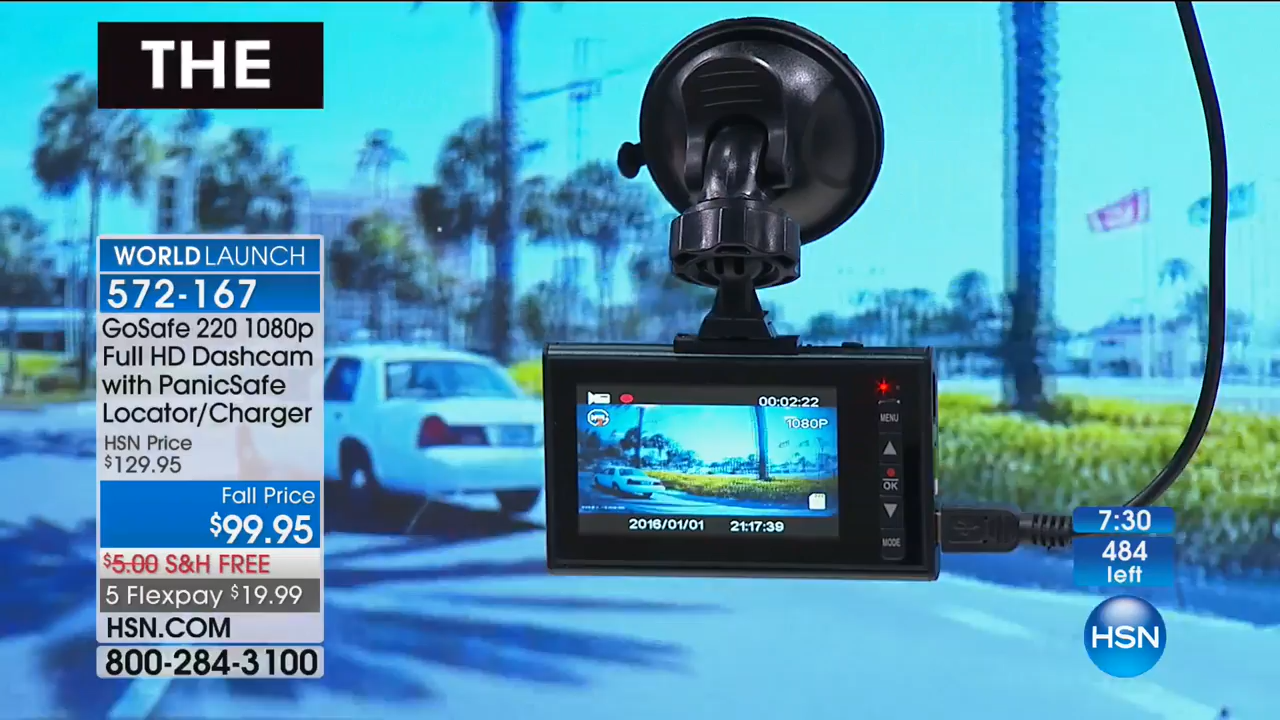 THE
WORLD LAUNCH
572-167
GoSafe 220 1080p
Full HD Dashcam
with PanicSafe
Locator/Charger
HSN Price
$129.95
Fall Price
$99.95
$5.00 S&H FREE
5 Flexpay $19.99
HSN.COM
800-284-3100
00:02:22
1080P
2016/01/01 21:17:39
MENU
OK
MODE
7:30
484
left
HSN